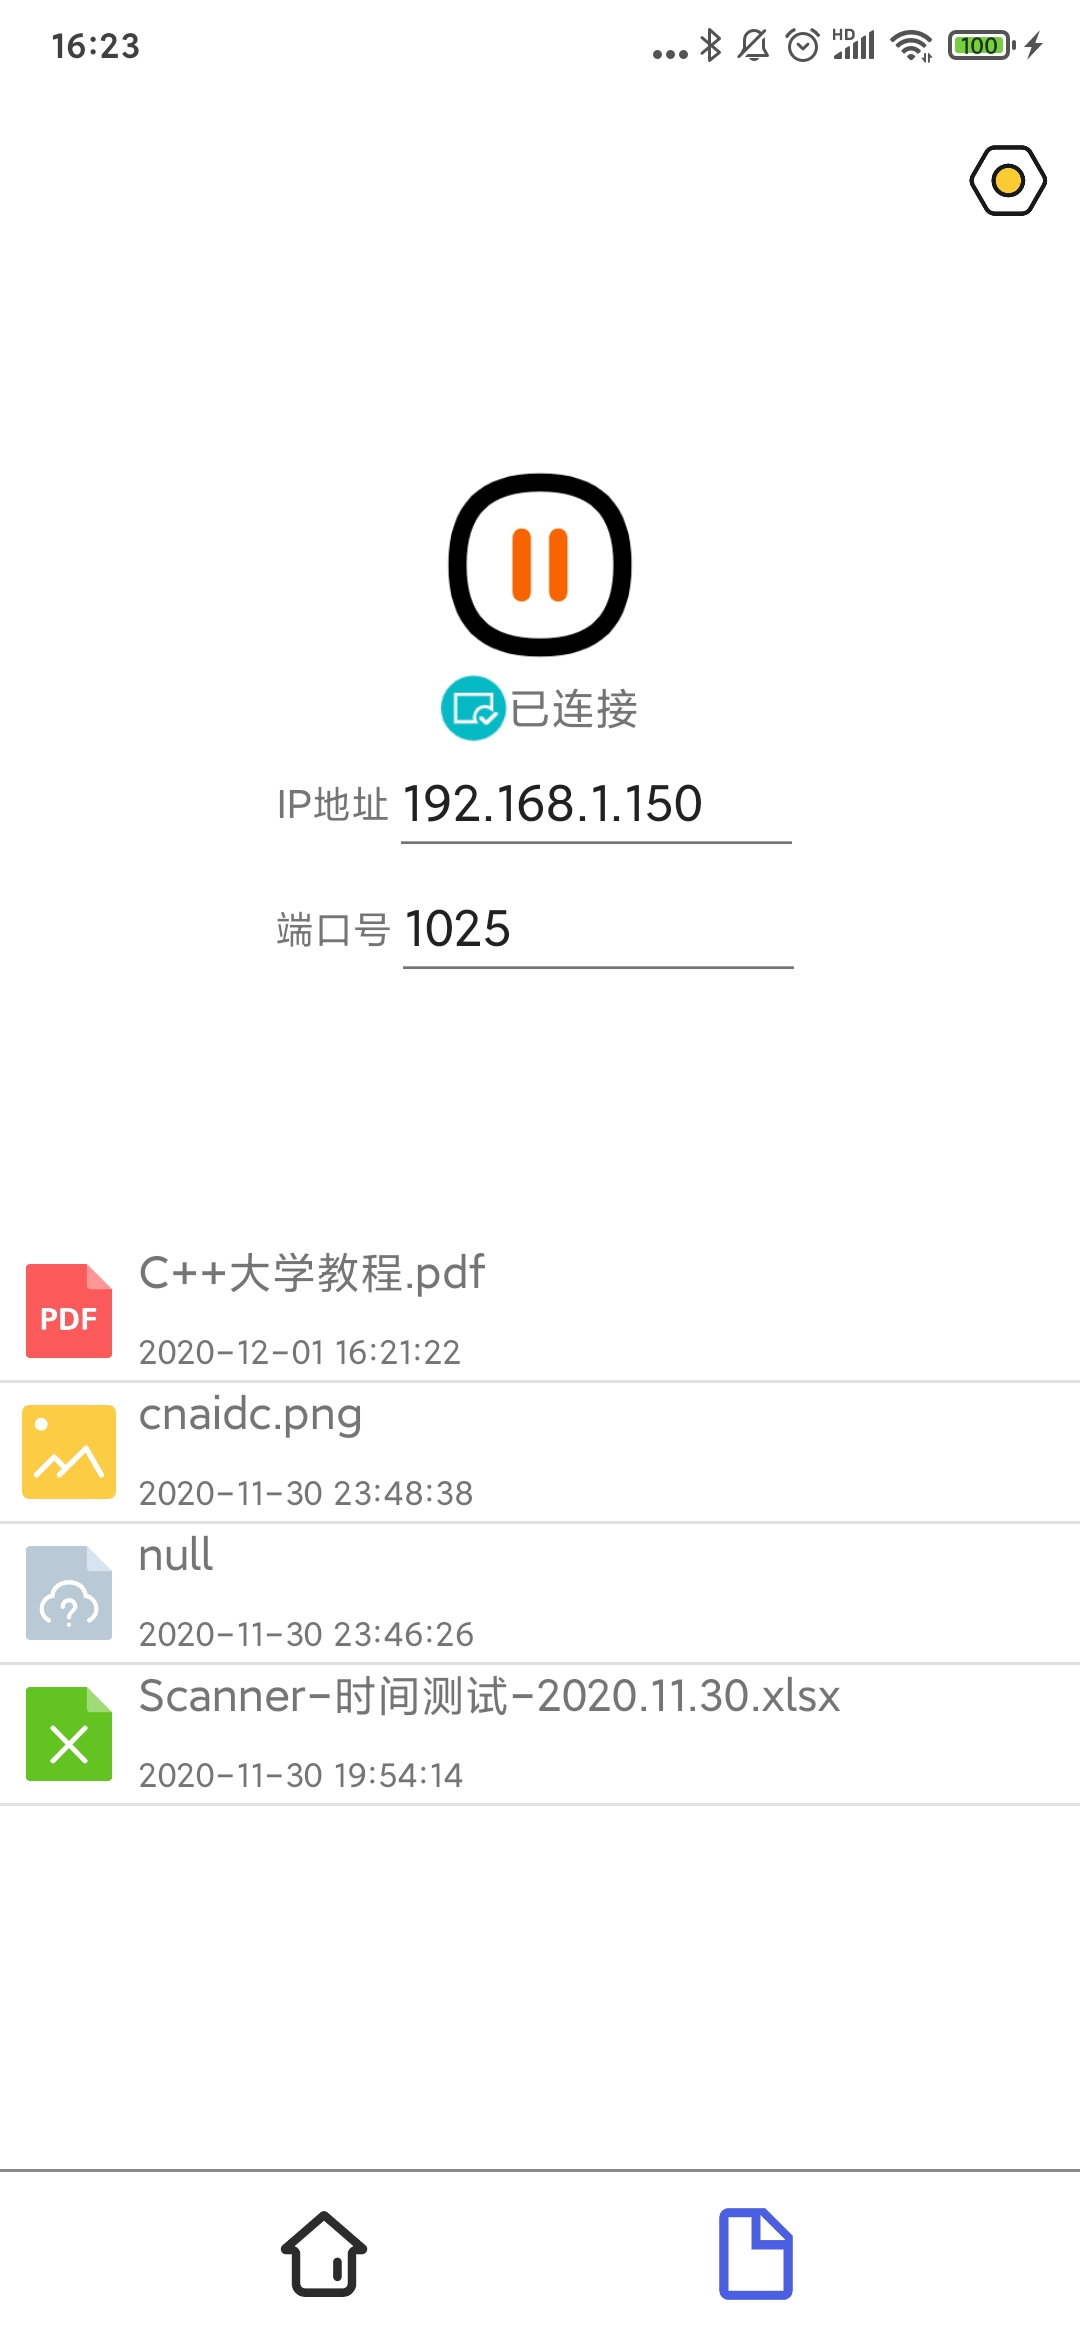 16:23
HD
100
已连接
IP地址 192.168.1.150
端口号 1025
C++大学教程.pdf
PDF
2020-12-01 16:21:22
cnaidc.png
2020-11-30 23:48:38
null
?
2020-11-30 23:46:26
Scanner-时间测试-2020.11.30.xlsx
2020-11-30 19:54:14